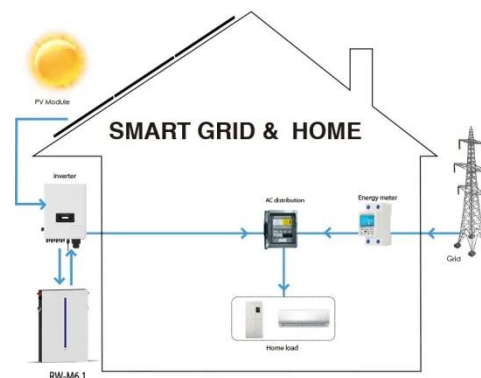 PV Module
SMART GRID & HOME
Inverter
AC distribution
Energy meter
Grid
Home load
RW-M6.1